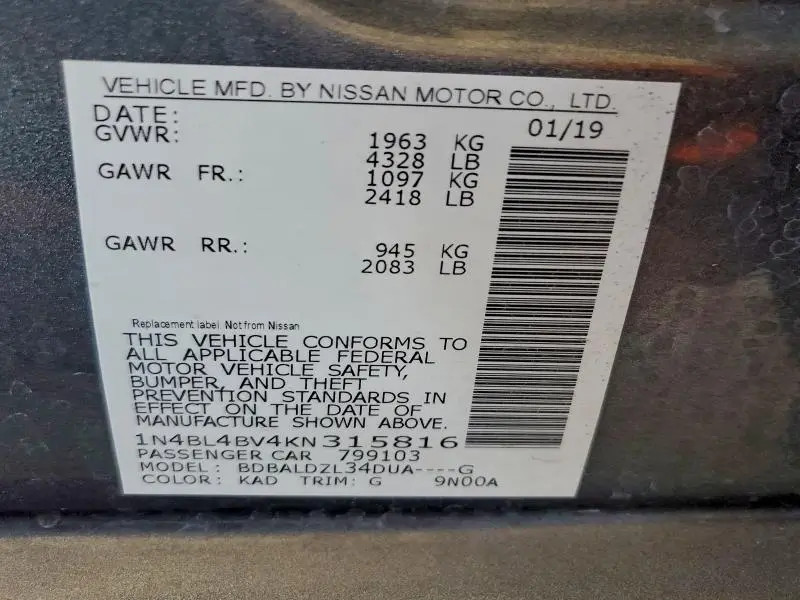 VEHICLE MFD. BY NISSAN MOTOR CO., LTD.
DATE: 01/19
GVWR: 1963 KG
4328 LB
GAWR FR.: 1097 KG
2418 LB
GAWR RR.: 945 KG
2083 LB
Replacement label Not from Nissan
THIS VEHICLE CONFORMS TO
ALL APPLICABLE FEDERAL
MOTOR VEHICLE SAFETY,
BUMPER, AND THEFT
PREVENTION STANDARDS IN
EFFECT ON THE DATE OF
MANUFACTURE SHOWN ABOVE.
1N4BL4BV4KN315816
PASSENGER CAR 799103
MODEL: BDBALDZL34DUA----G
COLOR: KAD TRIM: G 9N00A